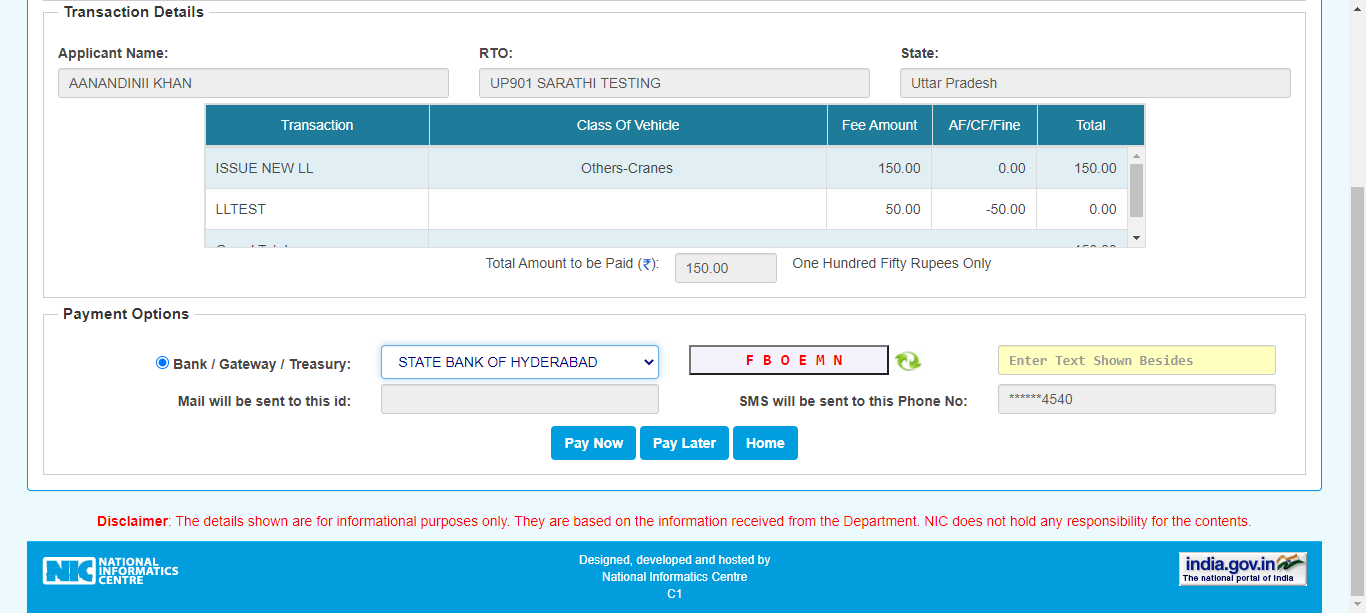 Transaction Details
Applicant Name: RTO: State:
AANANDINII KHAN UP901 SARATHI TESTING Uttar Pradesh
Transaction Class Of Vehicle Fee Amount AF/CF/Fine Total
ISSUE NEW LL Others-Cranes 150.00 0.00 150.00
LLTEST 50.00 -50.00 0.00
Total Amount to be Paid (₹): 150.00 One Hundred Fifty Rupees Only
Payment Options
Bank / Gateway / Treasury: STATE BANK OF HYDERABAD F B O E M N Enter Text Shown Besides
Mail will be sent to this id: SMS will be sent to this Phone No: ******4540
Pay Now Pay Later Home
Disclaimer: The details shown are for informational purposes only. They are based on the information received from the Department. NIC does not hold any responsibility for the contents.
NIC NATIONAL INFORMATICS CENTRE
Designed, developed and hosted by
National Informatics Centre
C1
india.gov.in
The national portal of India